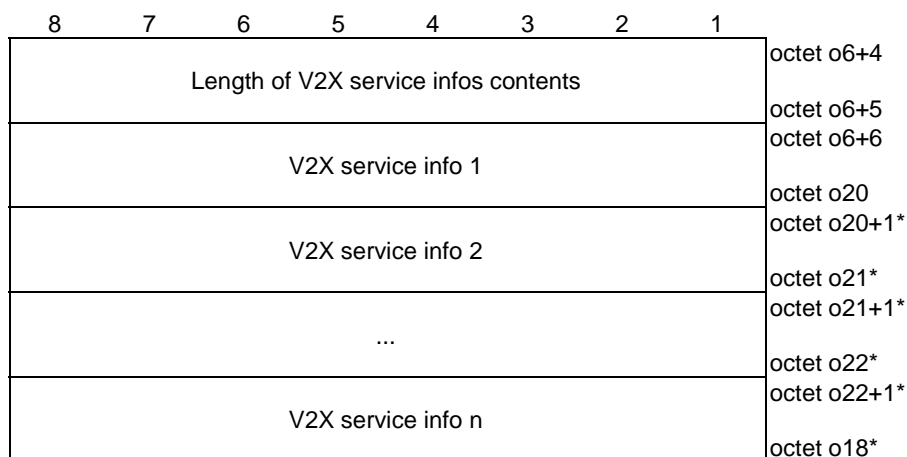 8 7 6 5 4 3 2 1
octet o6+4
Length of V2X service infos contents
octet o6+5
octet o6+6
V2X service info 1
octet o20
octet o20+1*
V2X service info 2
octet o21*
octet o21+1*
...
octet o22*
octet o22+1*
V2X service info n
octet o18*